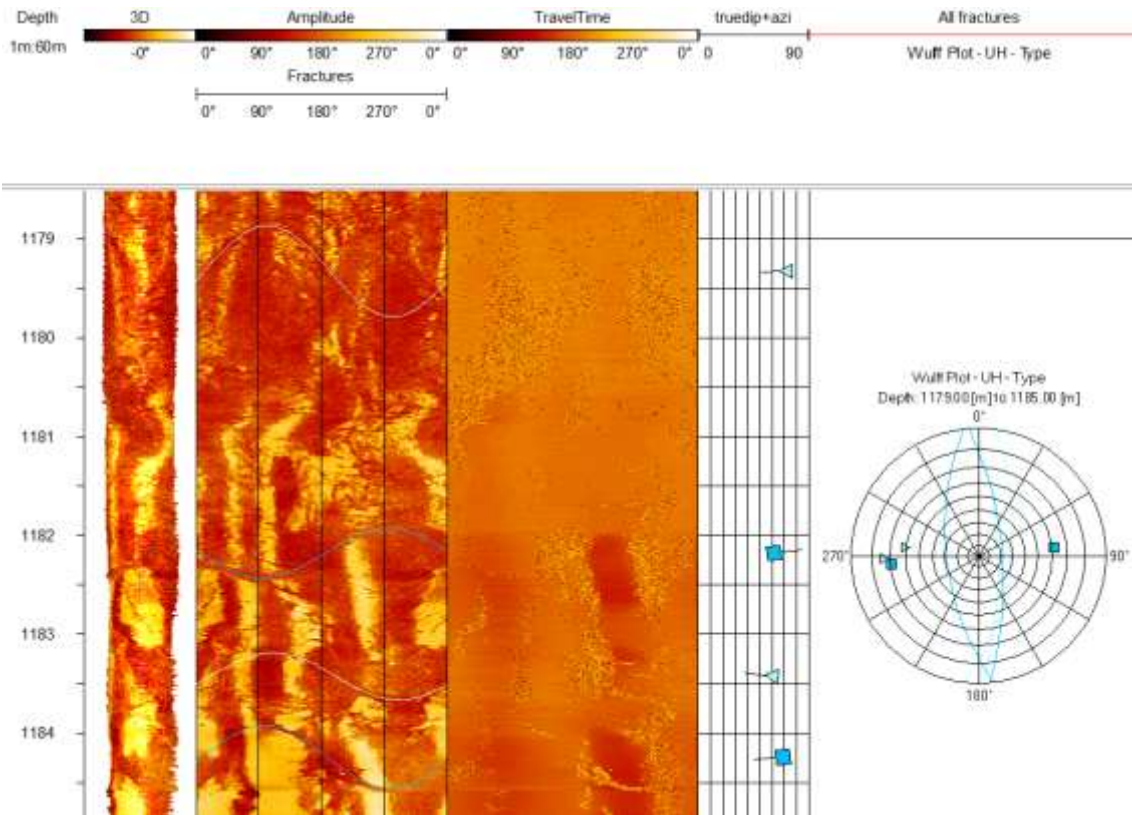 Depth 3D Amplitude TravelTime truedip+azi All fractures
1m:60m -0° 0° 90° 180° 270° 0° 0° 90° 180° 270° 0° 0 90 Wulff Plot - UH - Type
Fractures
0° 90° 180° 270° 0°
1179
1180
Wulff Plot - UH - Type
Depth: 1179.00 [m] to 1185.00 [m]
0°
1181
1182
270° 90°
1183
180°
1184